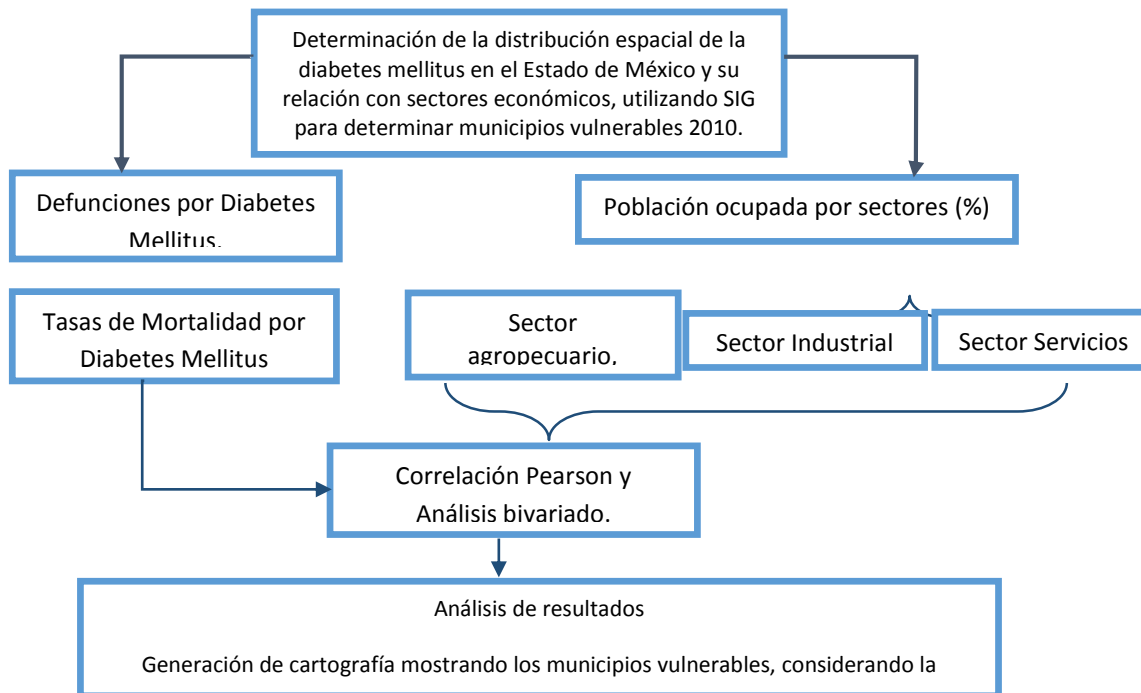 Determinación de la distribución espacial de la
diabetes mellitus en el Estado de México y su
relación con sectores económicos, utilizando SIG
para determinar municipios vulnerables 2010.
Defunciones por Diabetes
Mellitus.
Población ocupada por sectores (%)
Tasas de Mortalidad por
Diabetes Mellitus
Sector
agropecuario.
Sector Industrial
Sector Servicios
Correlación Pearson y
Análisis bivariado.
Análisis de resultados
Generación de cartografía mostrando los municipios vulnerables, considerando la